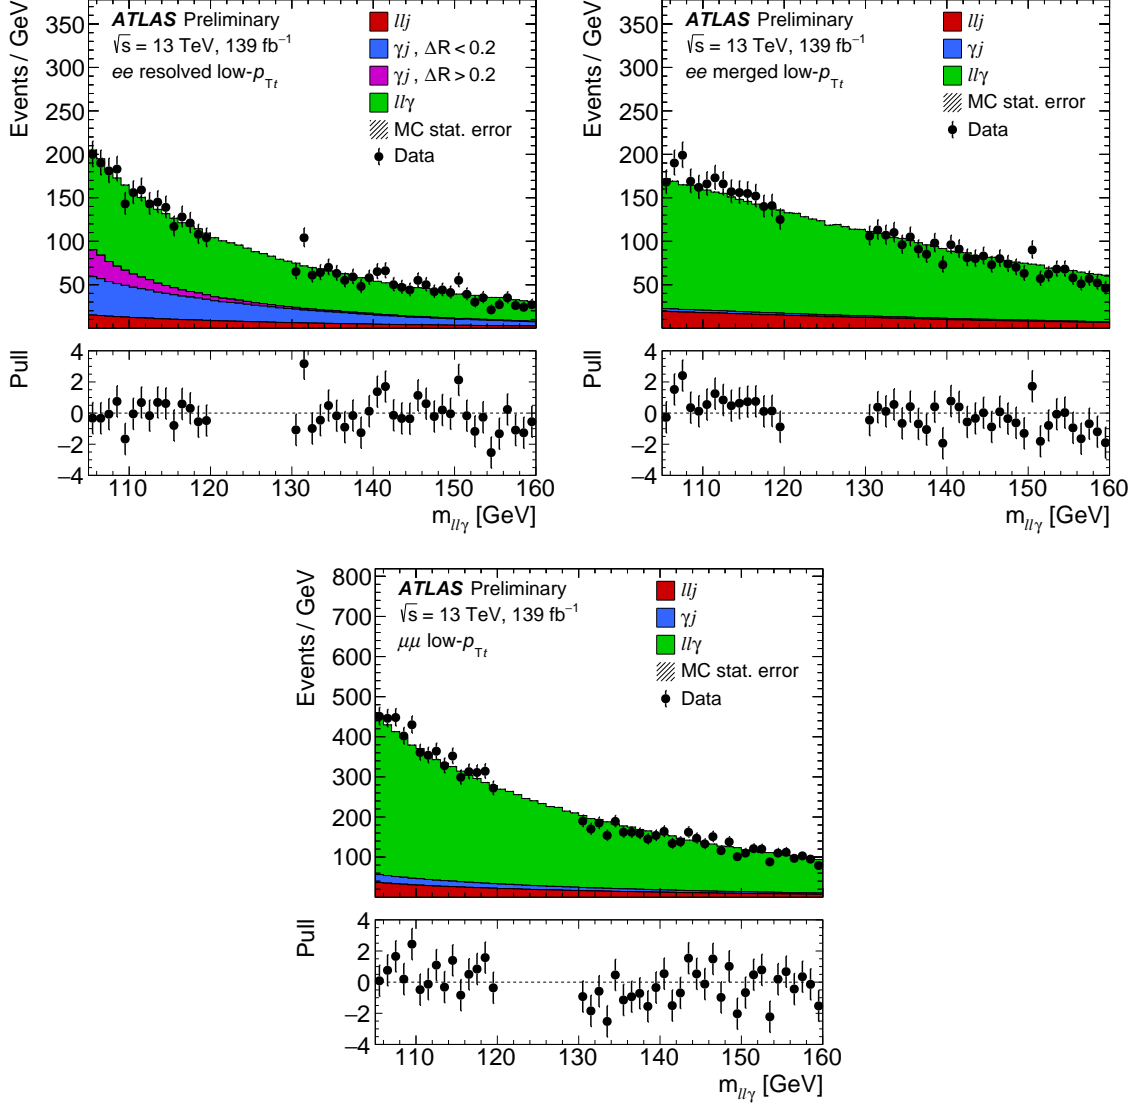 Events / GeV
350
300
250
200
150
100
50
ATLAS Preliminary
√s = 13 TeV, 139 fb⁻¹
ee resolved low-p_Tt
llj
γj , ΔR < 0.2
γj , ΔR > 0.2
llγ
MC stat. error
Data
Pull
4
2
0
−2
−4
110 120 130 140 150 160
m_llγ [GeV]
Events / GeV
350
300
250
200
150
100
50
ATLAS Preliminary
√s = 13 TeV, 139 fb⁻¹
ee merged low-p_Tt
llj
γj
llγ
MC stat. error
Data
Pull
4
2
0
−2
−4
110 120 130 140 150 160
m_llγ [GeV]
Events / GeV
800
700
600
500
400
300
200
100
ATLAS Preliminary
√s = 13 TeV, 139 fb⁻¹
μμ low-p_Tt
llj
γj
llγ
MC stat. error
Data
Pull
4
2
0
−2
−4
110 120 130 140 150 160
m_llγ [GeV]